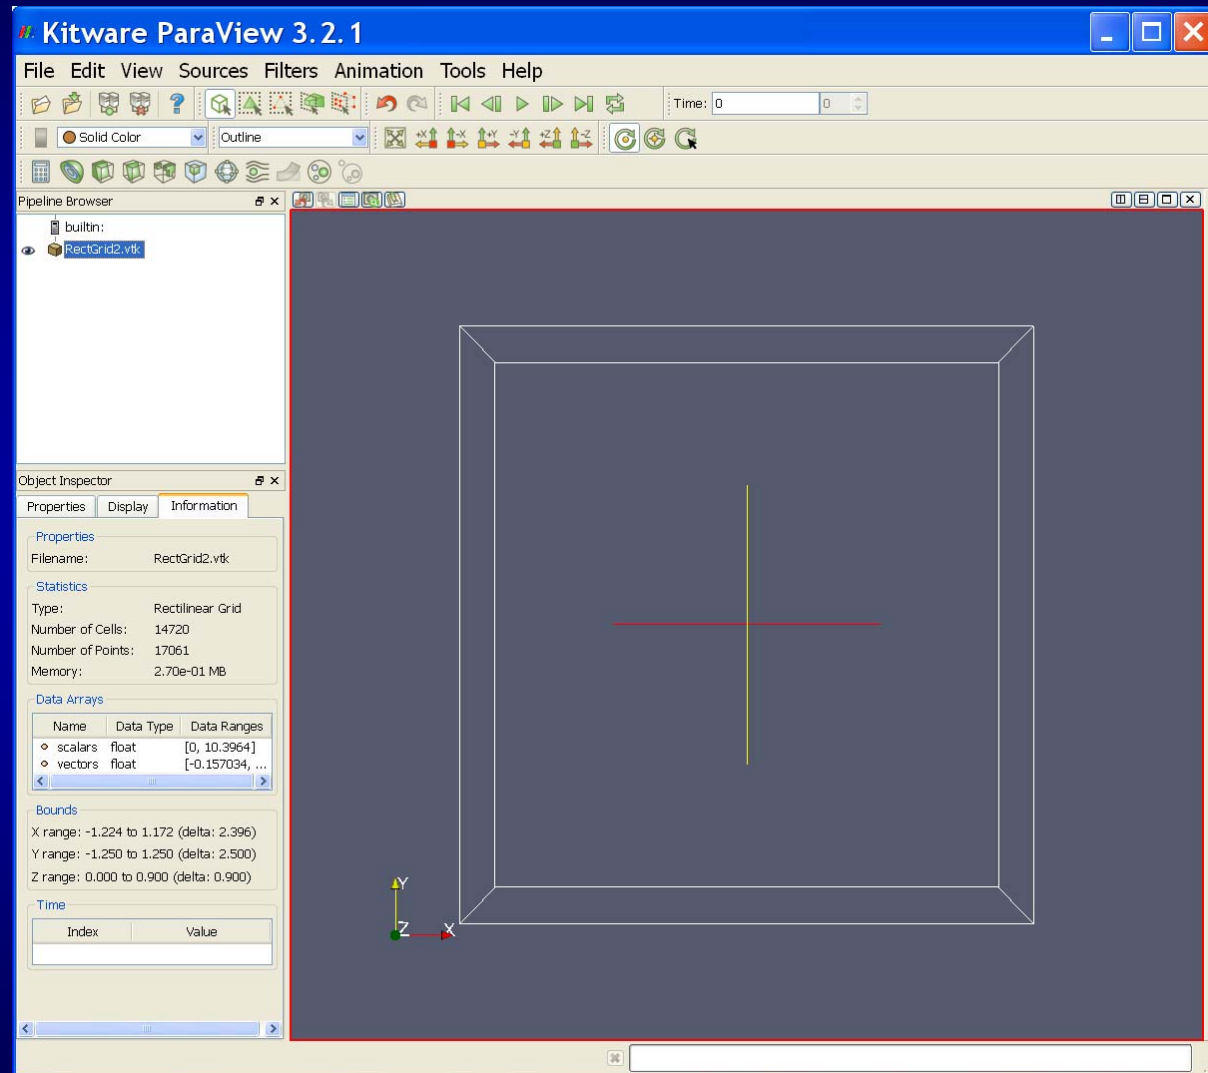 Kitware ParaView 3.2.1
File Edit View Sources Filters Animation Tools Help
Time: 0 0
Solid Color Outline +X -X +Y -Y +Z -Z
Pipeline Browser
builtin:
RectGrid2.vtk
Object Inspector
Properties Display Information
Properties
Filename: RectGrid2.vtk
Statistics
Type: Rectilinear Grid
Number of Cells: 14720
Number of Points: 17061
Memory: 2.70e-01 MB
Data Arrays
Name Data Type Data Ranges
scalars float [0, 10.3964]
vectors float [-0.157034, ...
Bounds
X range: -1.224 to 1.172 (delta: 2.396)
Y range: -1.250 to 1.250 (delta: 2.500)
Z range: 0.000 to 0.900 (delta: 0.900)
Time
Index Value
Y
Z X